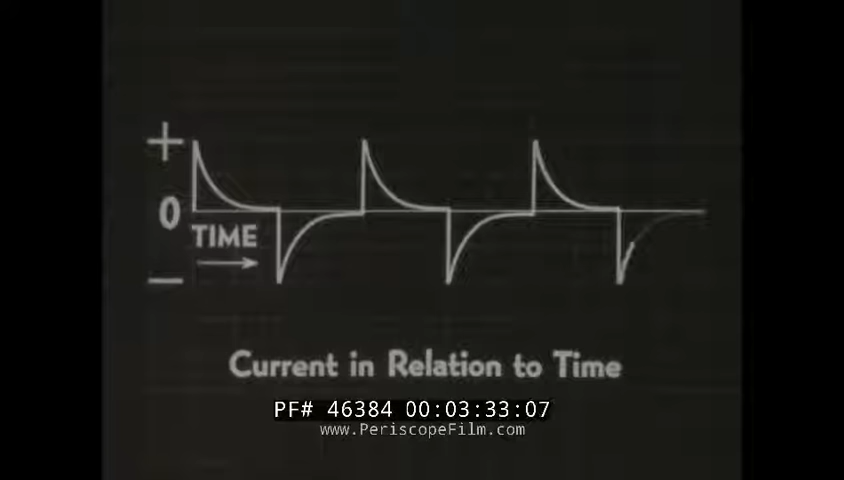 +
0
TIME
−
Current in Relation to Time
PF# 46384 00:03:33:07
www.PeriscopeFilm.com